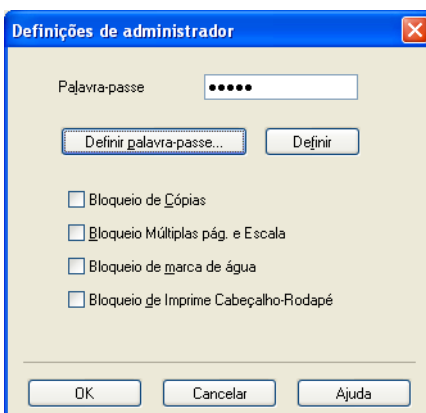 Definições de administrador
Palavra-passe •••••
Definir palavra-passe... Definir
Bloqueio de Cópias
Bloqueio Múltiplas pág. e Escala
Bloqueio de marca de água
Bloqueio de Imprime Cabeçalho-Rodapé
OK Cancelar Ajuda